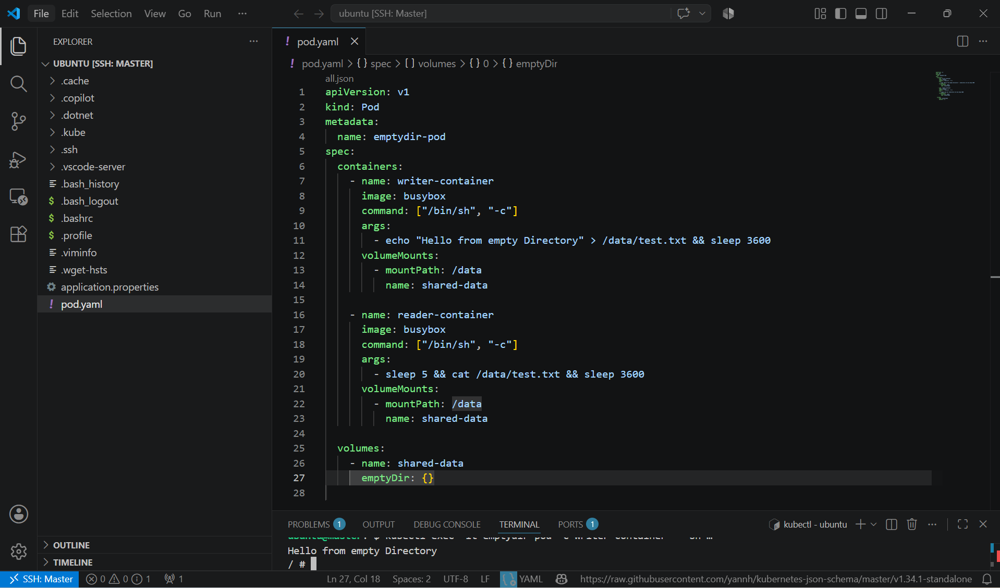 File Edit Selection View Go Run ···
ubuntu [SSH: Master]
EXPLORER
UBUNTU [SSH: MASTER]
.cache
.copilot
.dotnet
.kube
.ssh
.vscode-server
.bash_history
.bash_logout
.bashrc
.profile
.viminfo
.wget-hsts
application.properties
pod.yaml
OUTLINE
TIMELINE
pod.yaml
pod.yaml > {} spec > [] volumes > {} 0 > {} emptyDir
all.json
1 apiVersion: v1
2 kind: Pod
3 metadata:
4 name: emptydir-pod
5 spec:
6 containers:
7 - name: writer-container
8 image: busybox
9 command: ["/bin/sh", "-c"]
10 args:
11 - echo "Hello from empty Directory" > /data/test.txt && sleep 3600
12 volumeMounts:
13 - mountPath: /data
14 name: shared-data
15
16 - name: reader-container
17 image: busybox
18 command: ["/bin/sh", "-c"]
19 args:
20 - sleep 5 && cat /data/test.txt && sleep 3600
21 volumeMounts:
22 - mountPath: /data
23 name: shared-data
24
25 volumes:
26 - name: shared-data
27 emptyDir: {}
28
PROBLEMS 1 OUTPUT DEBUG CONSOLE TERMINAL PORTS 1
kubectl - ubuntu
Hello from empty Directory
/ #
SSH: Master 0 0 1 1 Ln 27, Col 18 Spaces: 2 UTF-8 LF YAML https://raw.githubusercontent.com/yannh/kubernetes-json-schema/master/v1.34.1-standalone